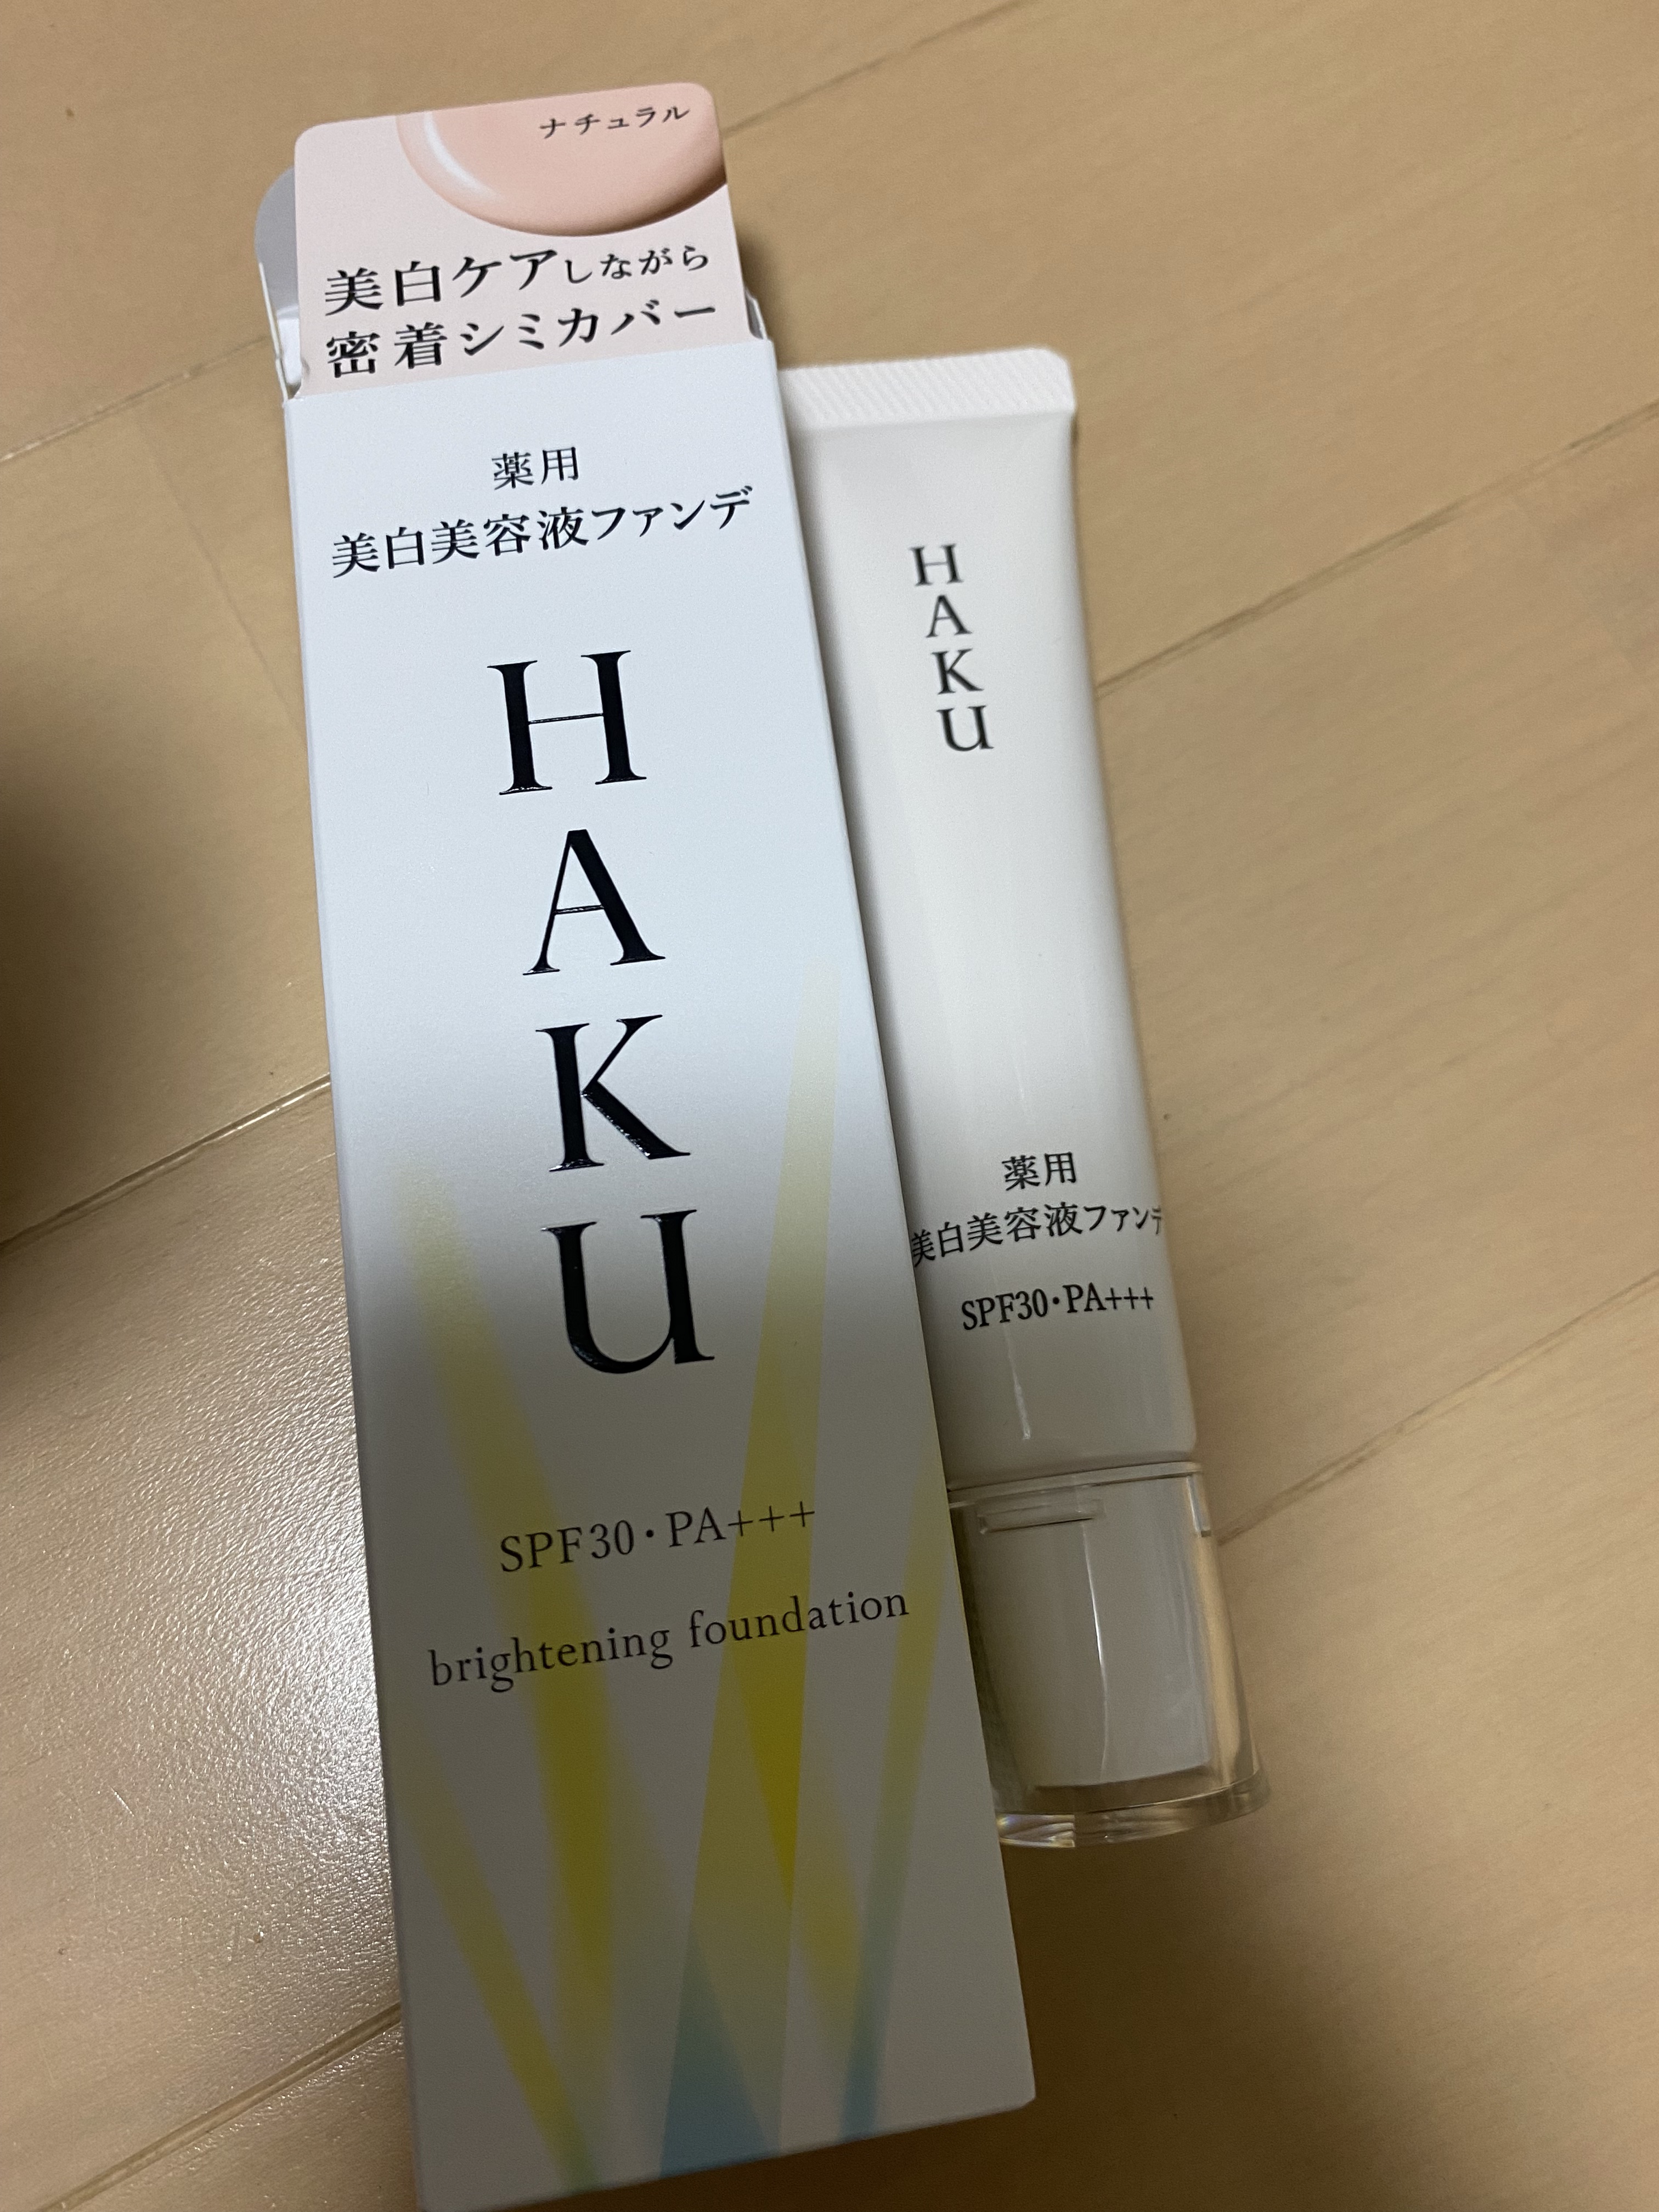 ナチュラル
美白ケアしながら
密着シミカバー
薬用
美白美容液ファンデ
HAKU
SPF30・PA+++
brightening foundation
HAKU
薬用
美白美容液ファンデ
SPF30・PA+++